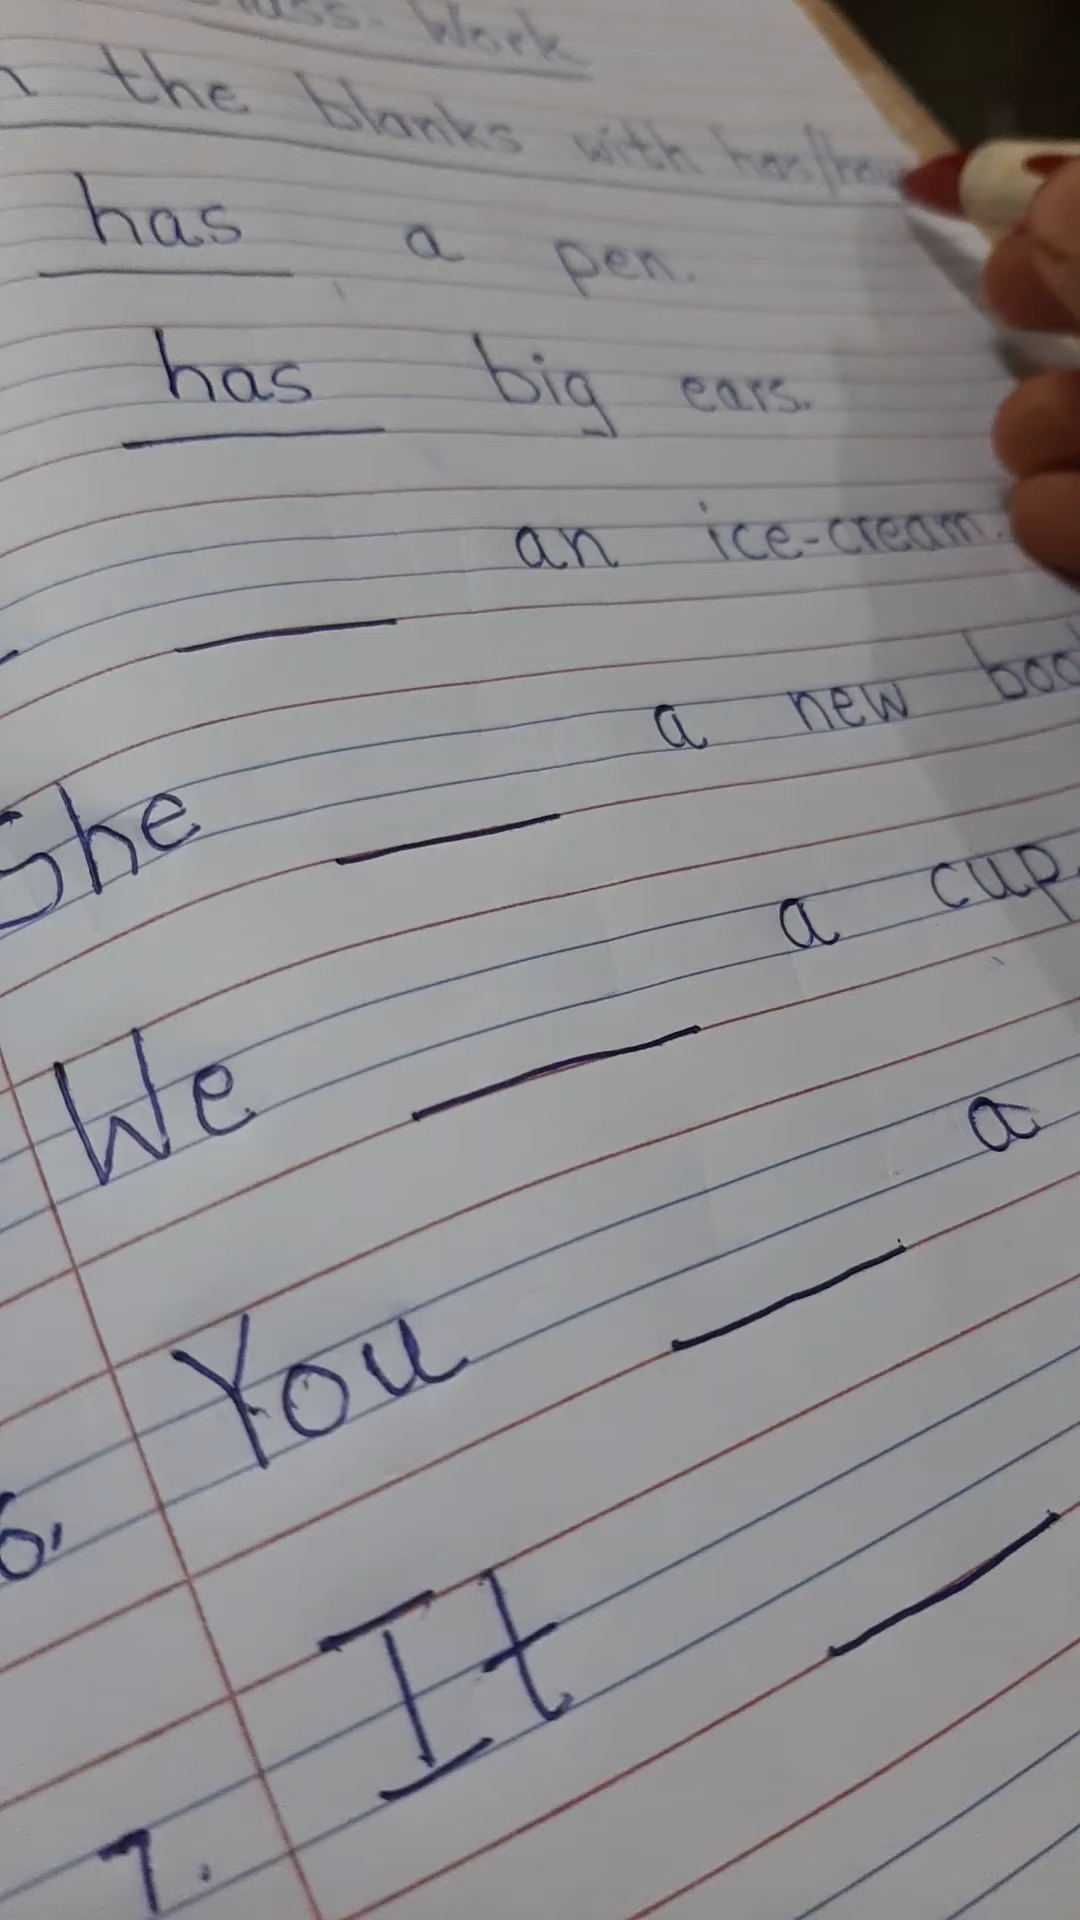 Work
the blanks with has/have
has a pen.
has big ears.
an ice-cream.
She a new
We a cup.
You a
6. It
7.